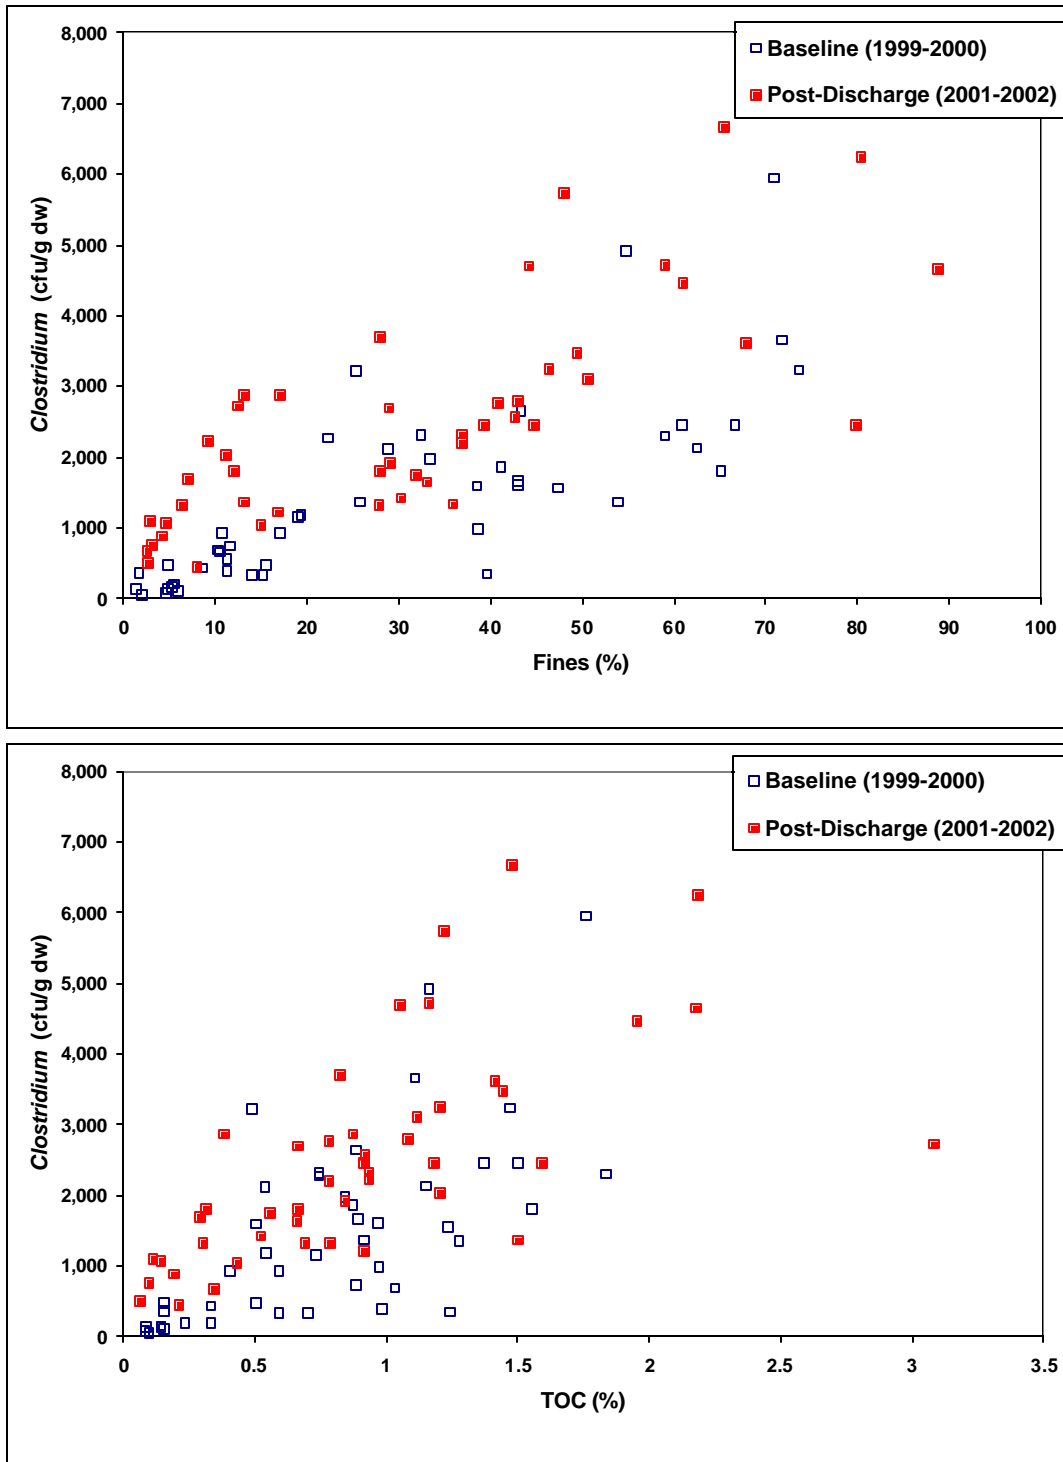 8,000
7,000
6,000
5,000
4,000
3,000
2,000
1,000
0
Clostridium (cfu/g dw)
Baseline (1999-2000)
Post-Discharge (2001-2002)
0 10 20 30 40 50 60 70 80 90 100
Fines (%)
8,000
7,000
6,000
5,000
4,000
3,000
2,000
1,000
0
Clostridium (cfu/g dw)
Baseline (1999-2000)
Post-Discharge (2001-2002)
0 0.5 1 1.5 2 2.5 3 3.5
TOC (%)